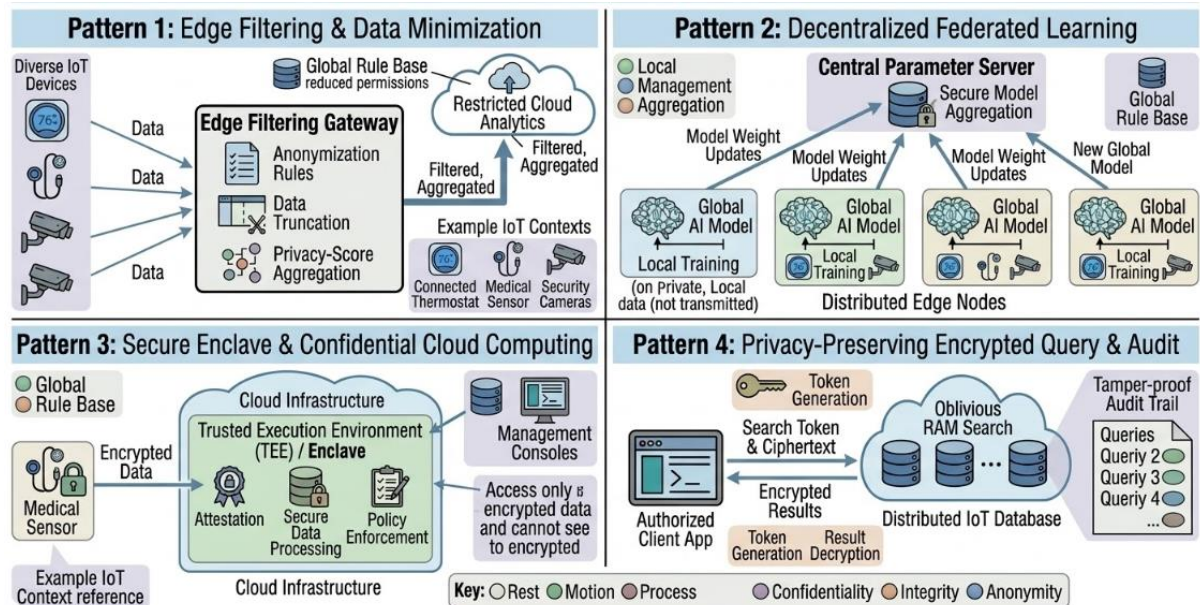 Pattern 1: Edge Filtering & Data Minimization
Diverse IoT
Devices
76°
Data
Data
Data
Edge Filtering Gateway
Anonymization
Rules
Data
Truncation
Privacy-Score
Aggregation
Global Rule Base
reduced permissions
Restricted Cloud
Analytics
Filtered,
Aggregated
Filtered,
Aggregated
Example IoT Contexts
76°
Connected
Thermostat
Medical
Sensor
Security
Cameras
Pattern 2: Decentralized Federated Learning
Local
Management
Aggregation
Central Parameter Server
Secure Model
Aggregation
Global
Rule Base
Model Weight
Updates
Model Weight
Updates
Model Weight
Updates
New Global
Model
Global
AI Model
Local Training
(on Private, Local
data (not transmitted)
Global
AI Model
Local
Training
Global
AI Model
Global
AI Model
Local
Training
Distributed Edge Nodes
Pattern 3: Secure Enclave & Confidential Cloud Computing
Global
Rule Base
Medical
Sensor
Example IoT
Context reference
Encrypted
Data
Cloud Infrastructure
Trusted Execution Environment
(TEE) / Enclave
Attestation
Secure
Data
Processing
Policy
Enforcement
Cloud Infrastructure
Management
Consoles
Access only
encrypted data
and cannot see
to encrypted
Pattern 4: Privacy-Preserving Encrypted Query & Audit
Token
Generation
Search Token
& Ciphertext
Encrypted
Results
Authorized
Client App
Token
Generation
Result
Decryption
Oblivious
RAM Search
...
Distributed IoT Database
Tamper-proof
Audit Trail
Queries
Queriy 2
Queriy 3
Queriy 4
...
Key: Rest Motion Process Confidentiality Integrity Anonymity